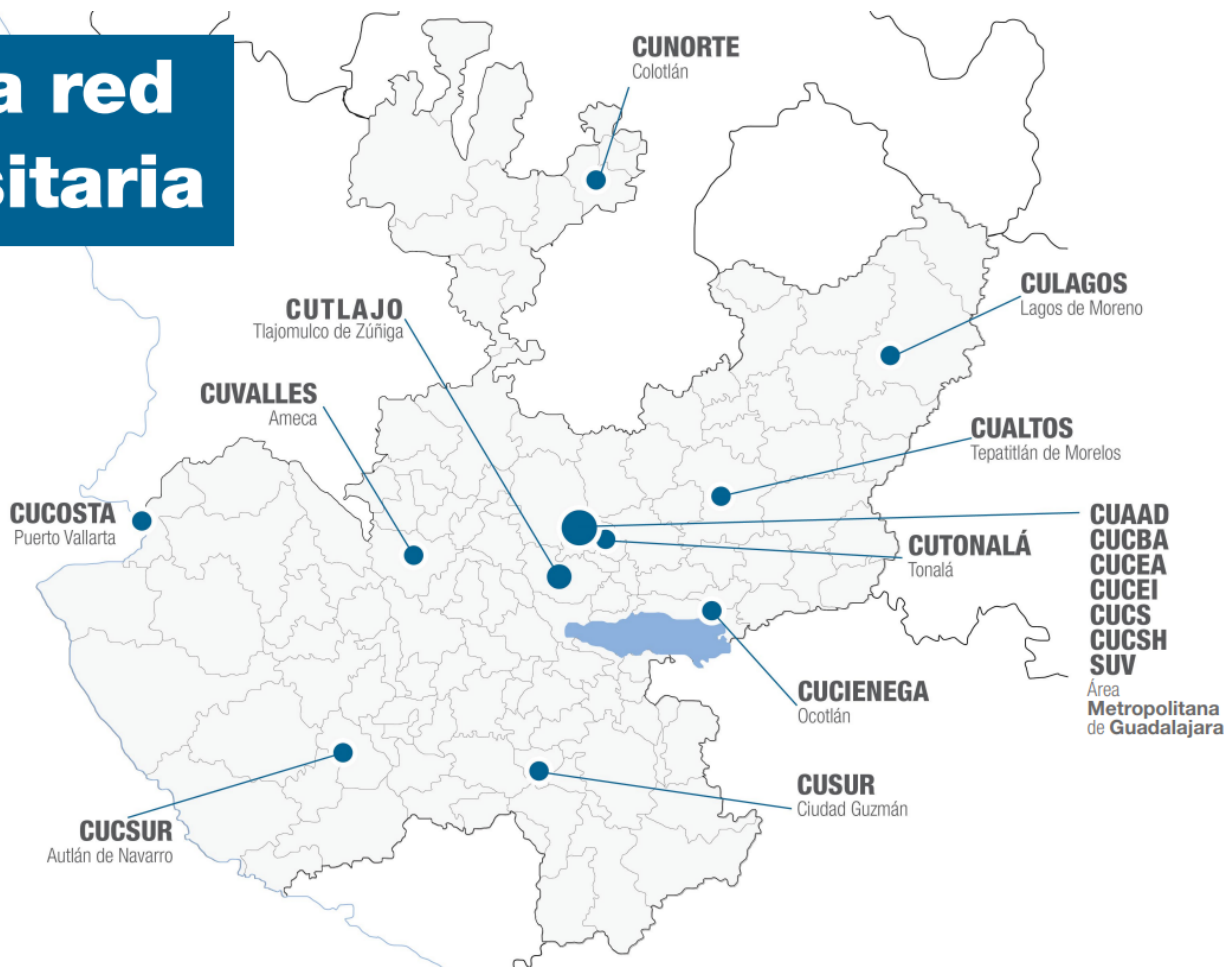 a red
sitaria
CUNORTE
Colotlán
CULAGOS
Lagos de Moreno
CUTLAJO
Tlajomulco de Zúñiga
CUVALLES
Ameca
CUALTOS
Tepatitlán de Morelos
CUCOSTA
Puerto Vallarta
CUTONALÁ
Tonalá
CUAAD
CUCBA
CUCEA
CUCEI
CUCS
CUCSH
SUV
Área
Metropolitana
de Guadalajara
CUCIENEGA
Ocotlán
CUSUR
Ciudad Guzmán
CUCSUR
Autlán de Navarro